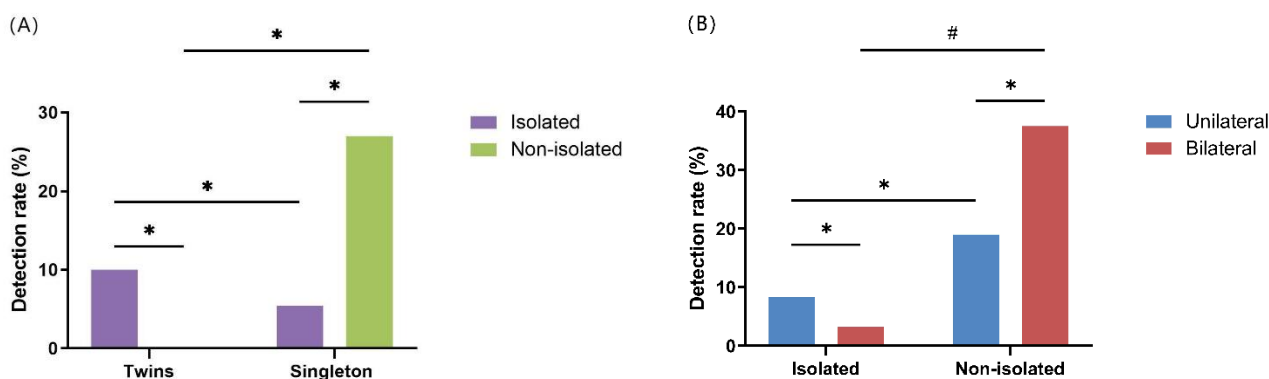 (A)
*
*
*
*
Detection rate (%)
30
20
10
0
Twins
Singleton
Isolated
Non-isolated
(B)
#
*
*
*
Detection rate (%)
40
30
20
10
0
Isolated
Non-isolated
Unilateral
Bilateral